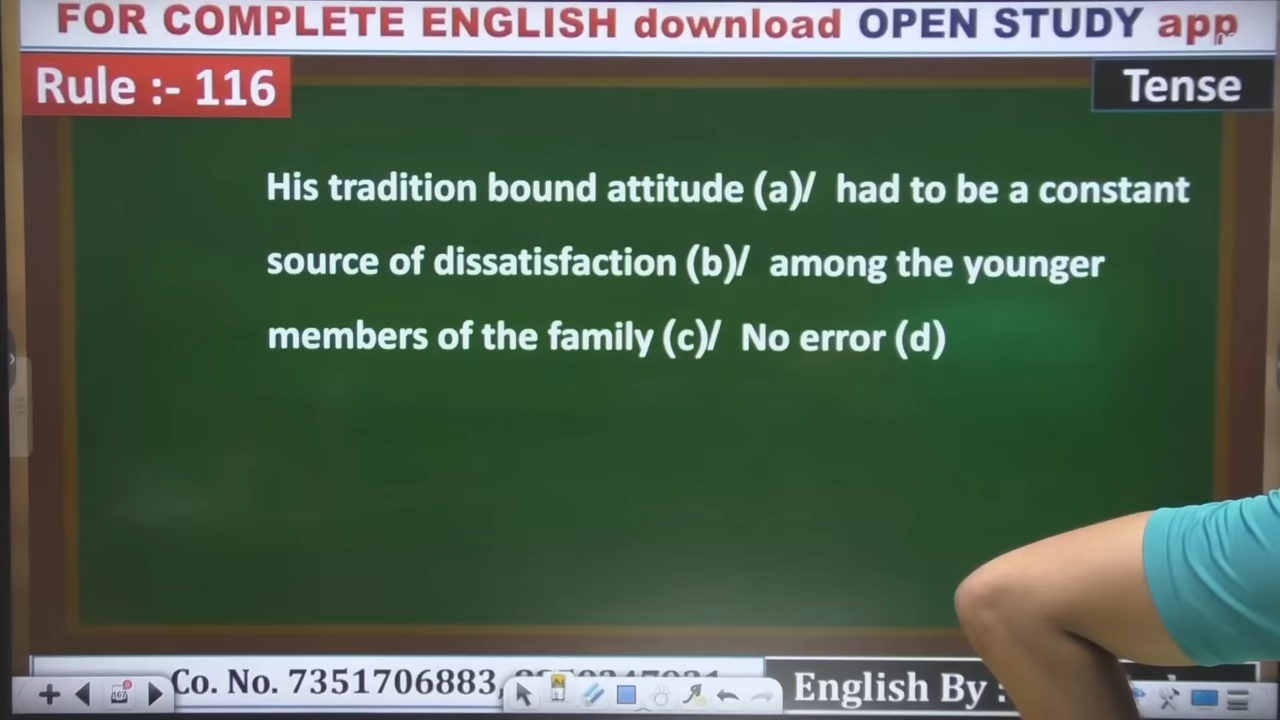 FOR COMPLETE ENGLISH download OPEN STUDY app
Rule :- 116
Tense
His tradition bound attitude (a)/ had to be a constant
source of dissatisfaction (b)/ among the younger
members of the family (c)/ No error (d)
Co. No. 7351706883,
English By :